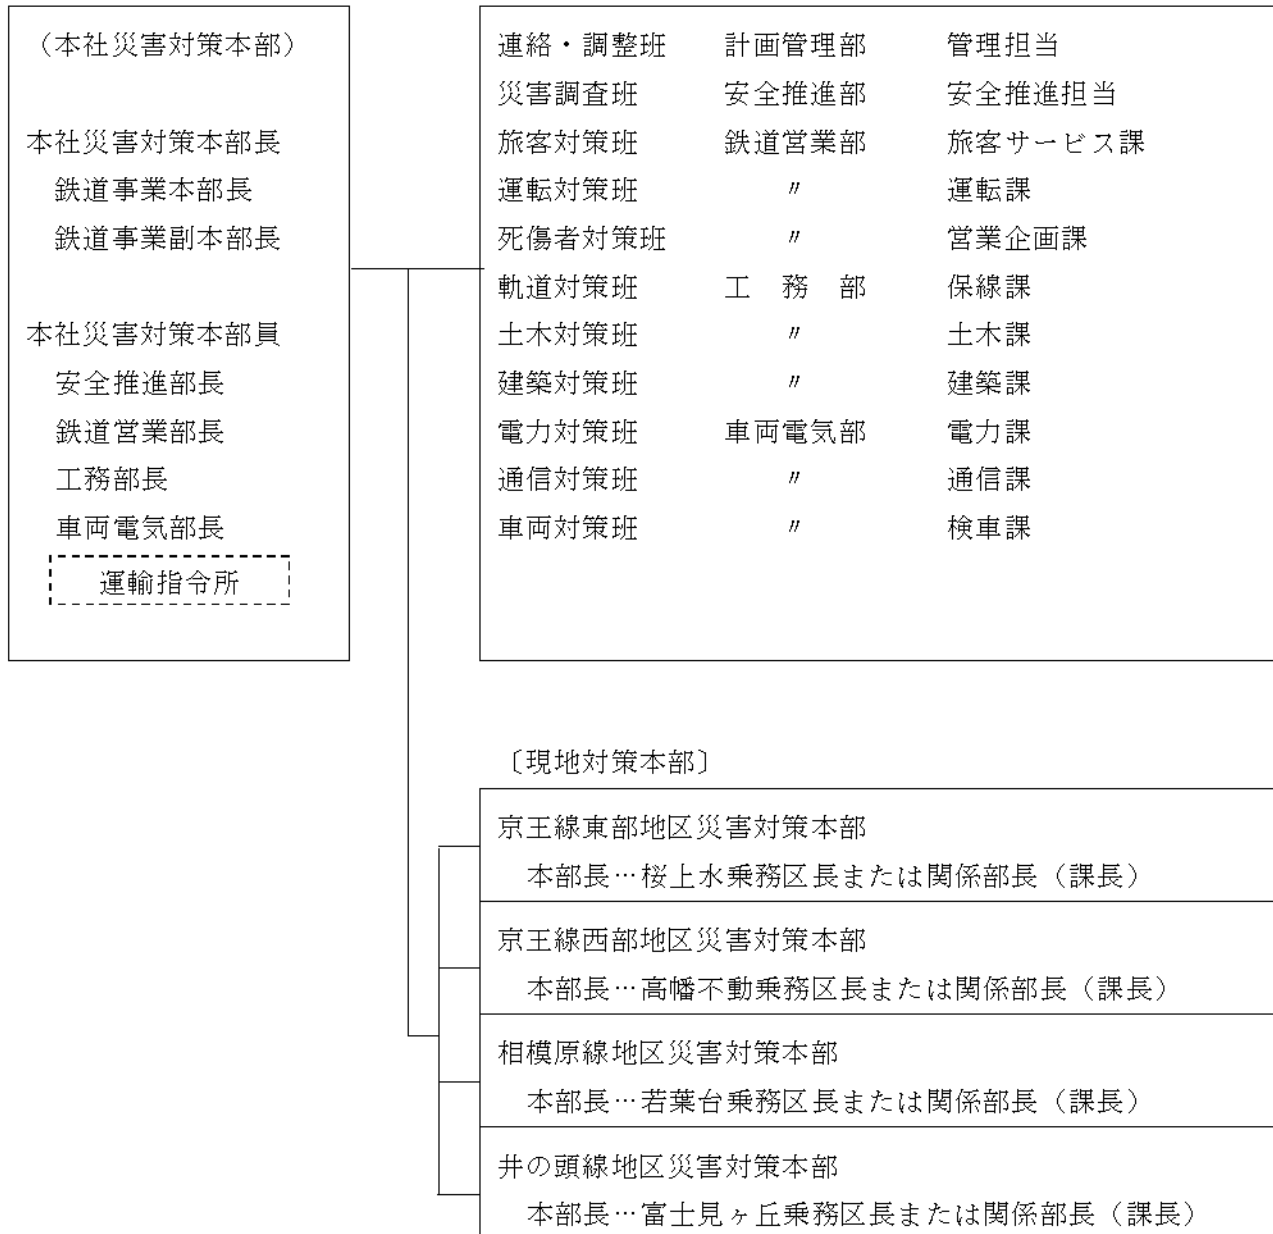 （本社災害対策本部）
本社災害対策本部長
鉄道事業本部長
鉄道事業副本部長
本社災害対策本部員
安全推進部長
鉄道営業部長
工務部長
車両電気部長
運輸指令所
連絡・調整班 計画管理部 管理担当
災害調査班 安全推進部 安全推進担当
旅客対策班 鉄道営業部 旅客サービス課
運転対策班 〃 運転課
死傷者対策班 〃 営業企画課
軌道対策班 工 務 部 保線課
土木対策班 〃 土木課
建築対策班 〃 建築課
電力対策班 車両電気部 電力課
通信対策班 〃 通信課
車両対策班 〃 検車課
〔現地対策本部〕
京王線東部地区災害対策本部
本部長…桜上水乗務区長または関係部長（課長）
京王線西部地区災害対策本部
本部長…高幡不動乗務区長または関係部長（課長）
相模原線地区災害対策本部
本部長…若葉台乗務区長または関係部長（課長）
井の頭線地区災害対策本部
本部長…富士見ヶ丘乗務区長または関係部長（課長）